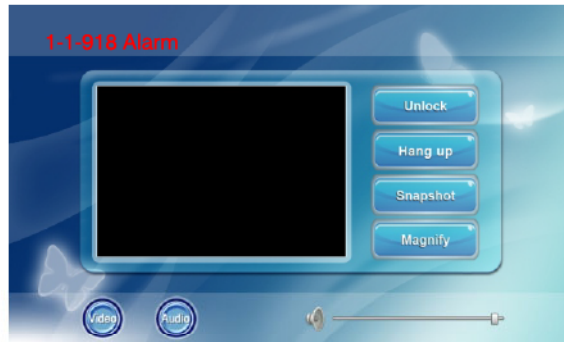 1-1-918 Alarm
Unlock
Hang up
Snapshot
Magnify
Video
Audio